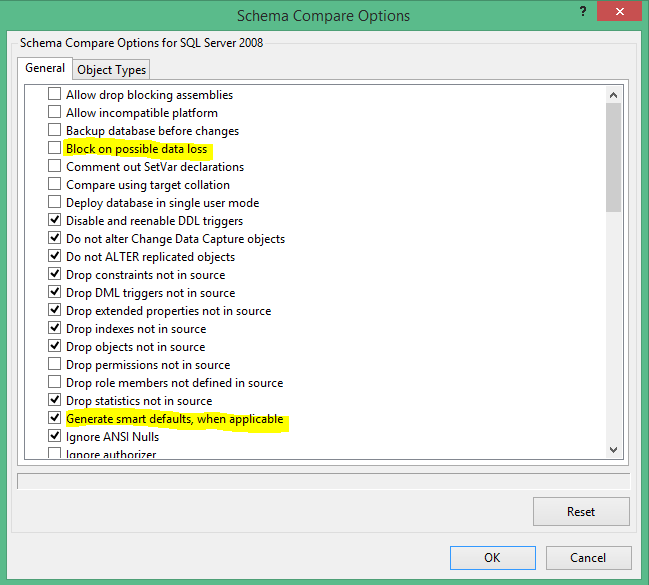 Schema Compare Options
?
Schema Compare Options for SQL Server 2008
General
Object Types
Allow drop blocking assemblies
Allow incompatible platform
Backup database before changes
Block on possible data loss
Comment out SetVar declarations
Compare using target collation
Deploy database in single user mode
Disable and reenable DDL triggers
Do not alter Change Data Capture objects
Do not ALTER replicated objects
Drop constraints not in source
Drop DML triggers not in source
Drop extended properties not in source
Drop indexes not in source
Drop objects not in source
Drop permissions not in source
Drop role members not defined in source
Drop statistics not in source
Generate smart defaults, when applicable
Ignore ANSI Nulls
Ignore authorizer
Reset
OK
Cancel